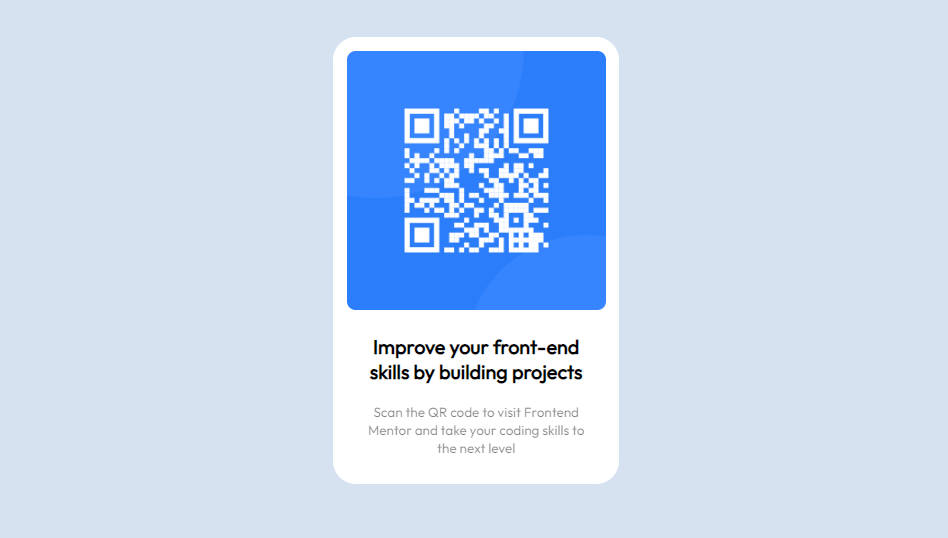 Improve your front-end
skills by building projects
Scan the QR code to visit Frontend
Mentor and take your coding skills to
the next level